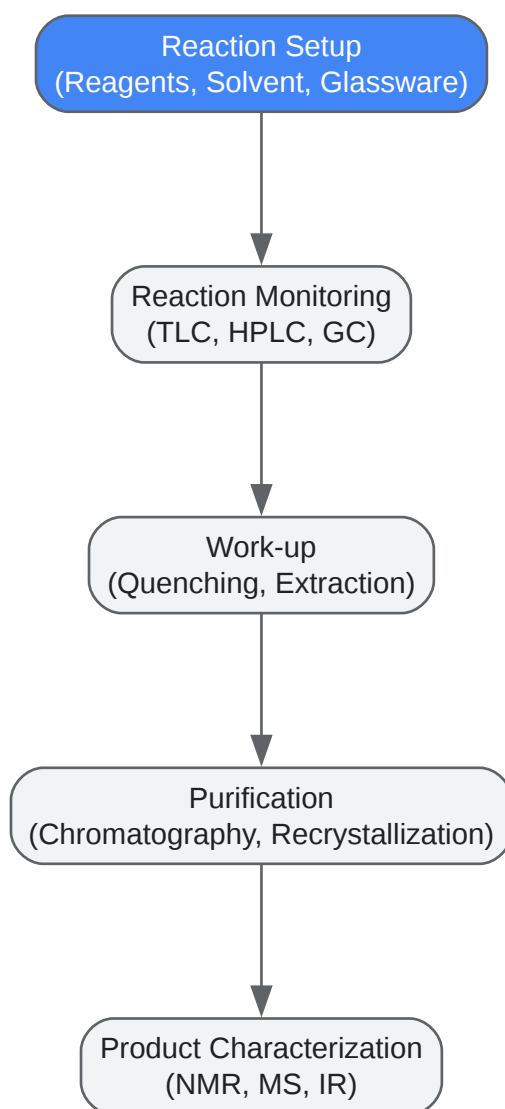 Reaction Setup
(Reagents, Solvent, Glassware)
Reaction Monitoring
(TLC, HPLC, GC)
Work-up
(Quenching, Extraction)
Purification
(Chromatography, Recrystallization)
Product Characterization
(NMR, MS, IR)